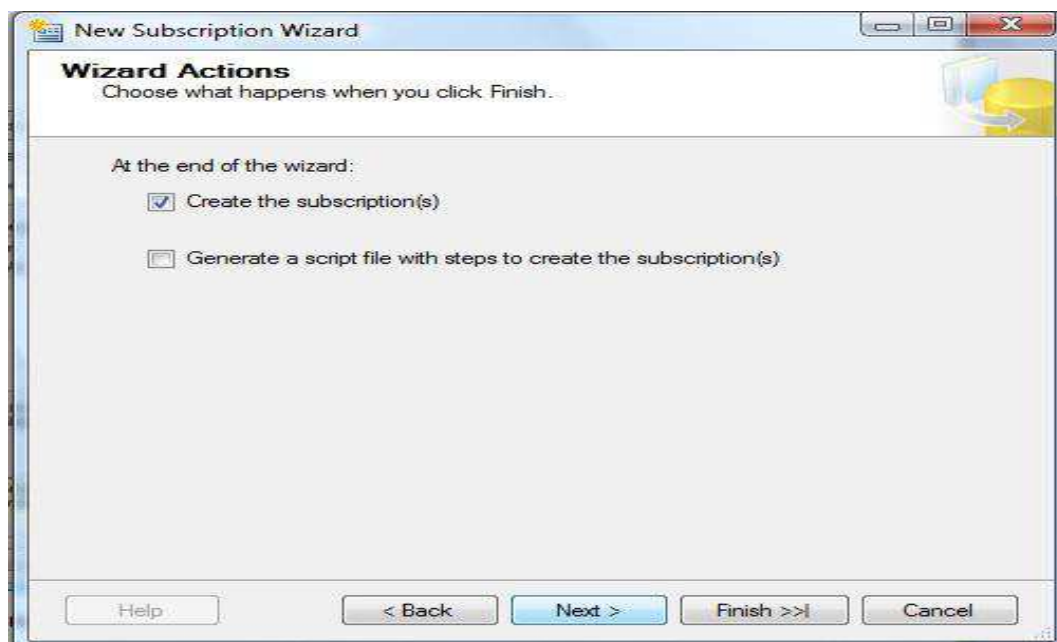 New Subscription Wizard
Wizard Actions
Choose what happens when you click Finish.
At the end of the wizard:
Create the subscription(s)
Generate a script file with steps to create the subscription(s)
Help
< Back
Next >
Finish >>|
Cancel